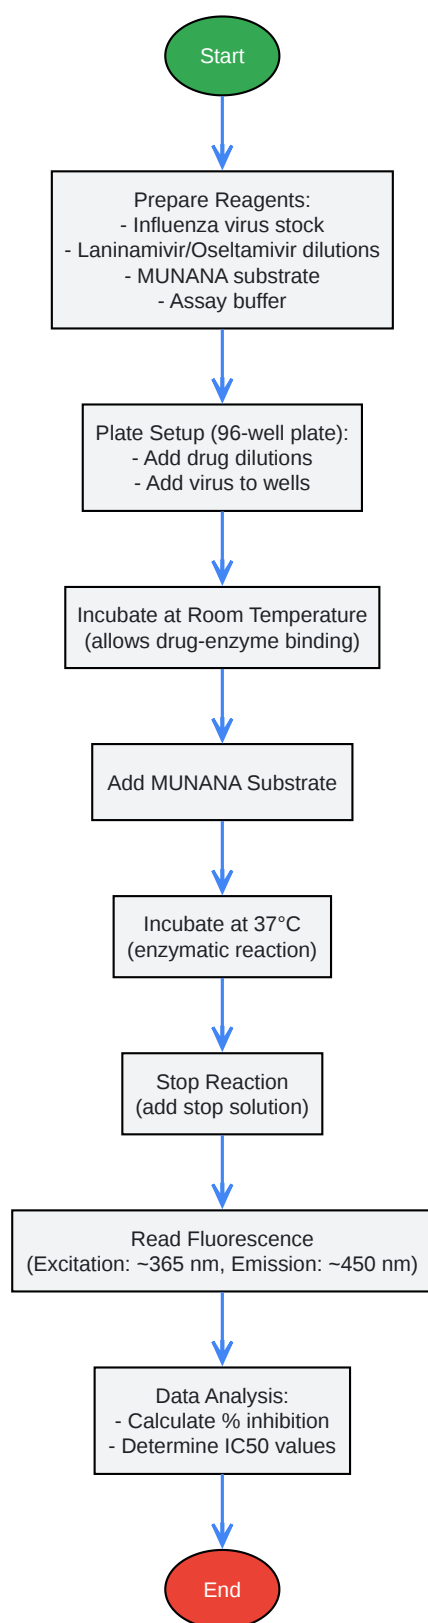 Start
Prepare Reagents:
- Influenza virus stock
- Laninamivir/Oseltamivir dilutions
- MUNANA substrate
- Assay buffer
Plate Setup (96-well plate):
- Add drug dilutions
- Add virus to wells
Incubate at Room Temperature
(allows drug-enzyme binding)
Add MUNANA Substrate
Incubate at 37°C
(enzymatic reaction)
Stop Reaction
(add stop solution)
Read Fluorescence
(Excitation: ~365 nm, Emission: ~450 nm)
Data Analysis:
- Calculate % inhibition
- Determine IC50 values
End